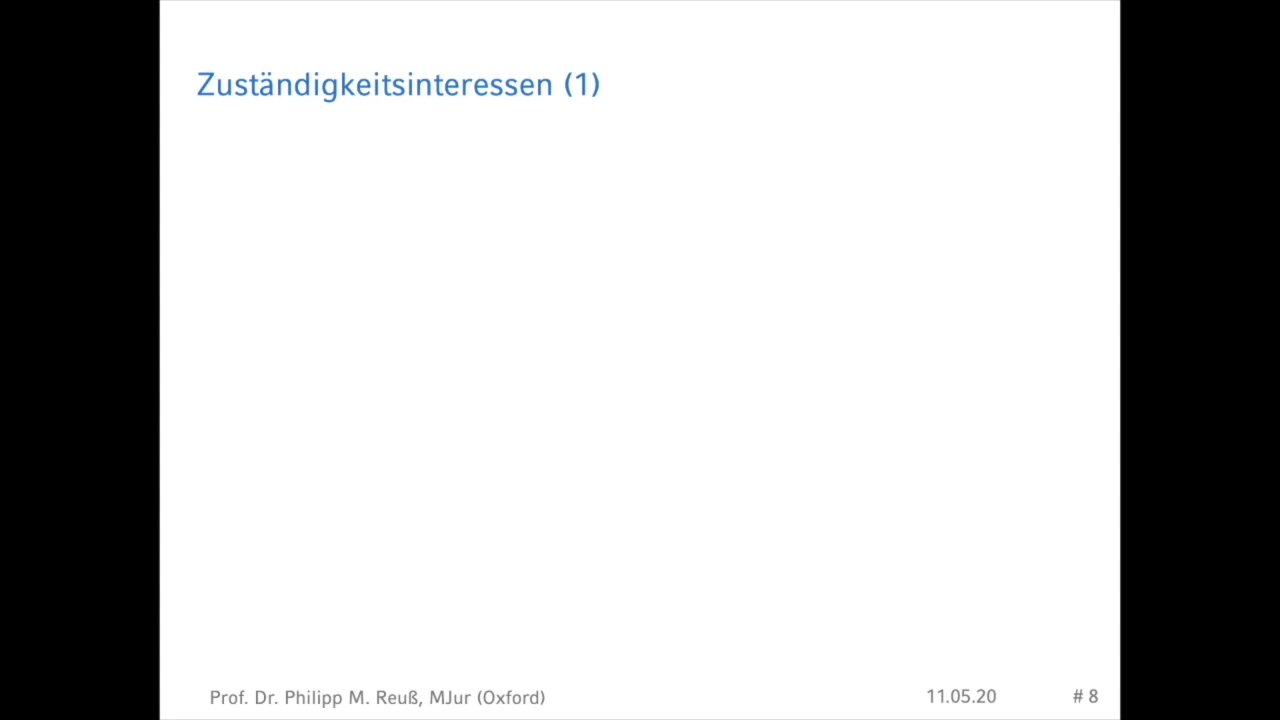 Zuständigkeitsinteressen (1)
Prof. Dr. Philipp M. Reuß, MJur (Oxford)
11.05.20
# 8